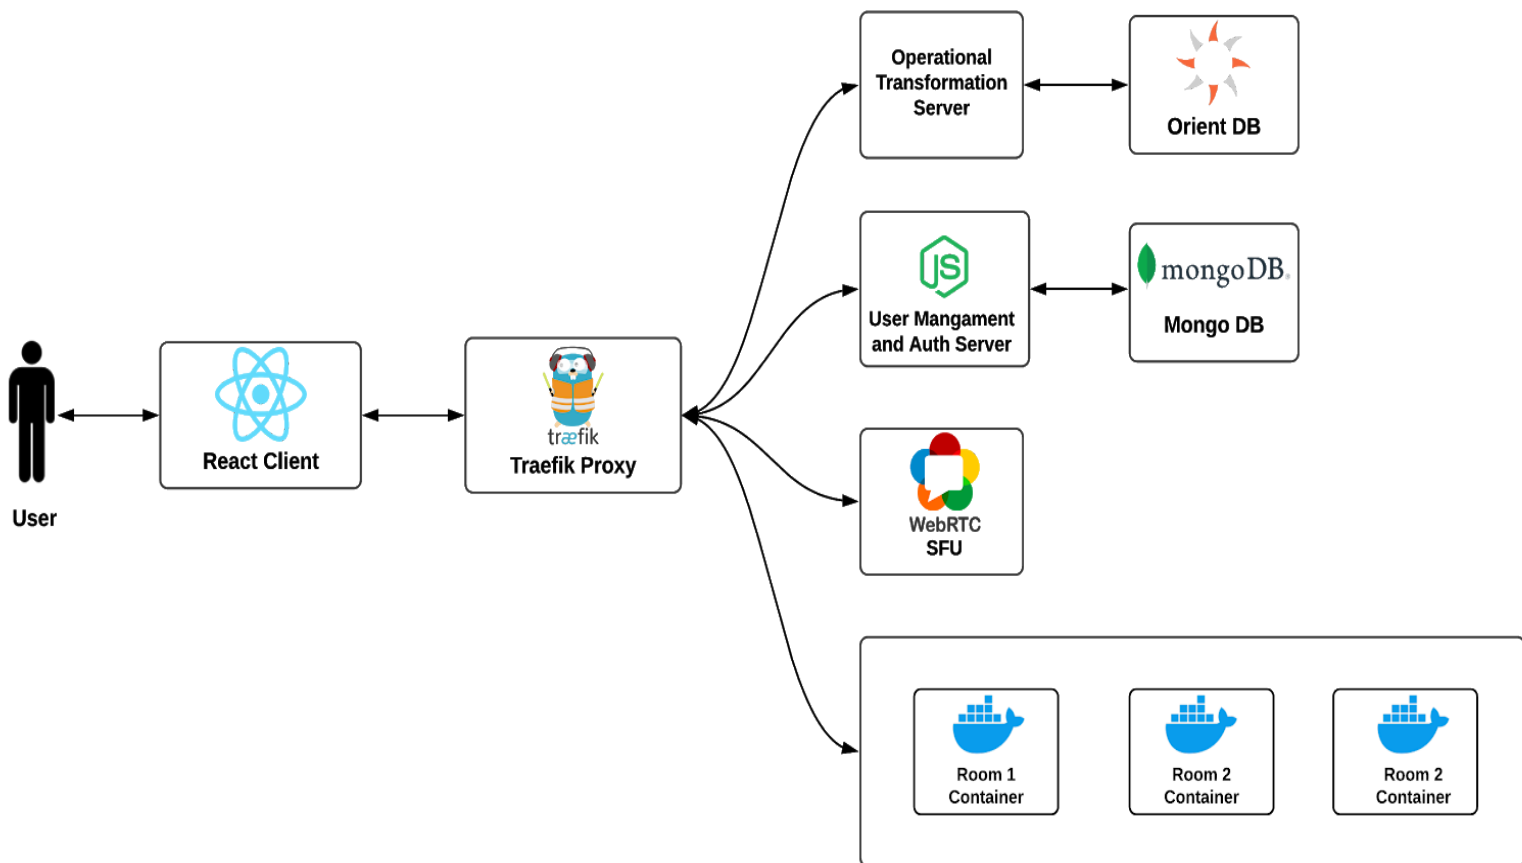 Operational
Transformation
Server
Orient DB
JS
User Mangament
and Auth Server
mongoDB.
Mongo DB
User
React Client
træfik
Traefik Proxy
WebRTC
SFU
Room 1
Container
Room 2
Container
Room 2
Container